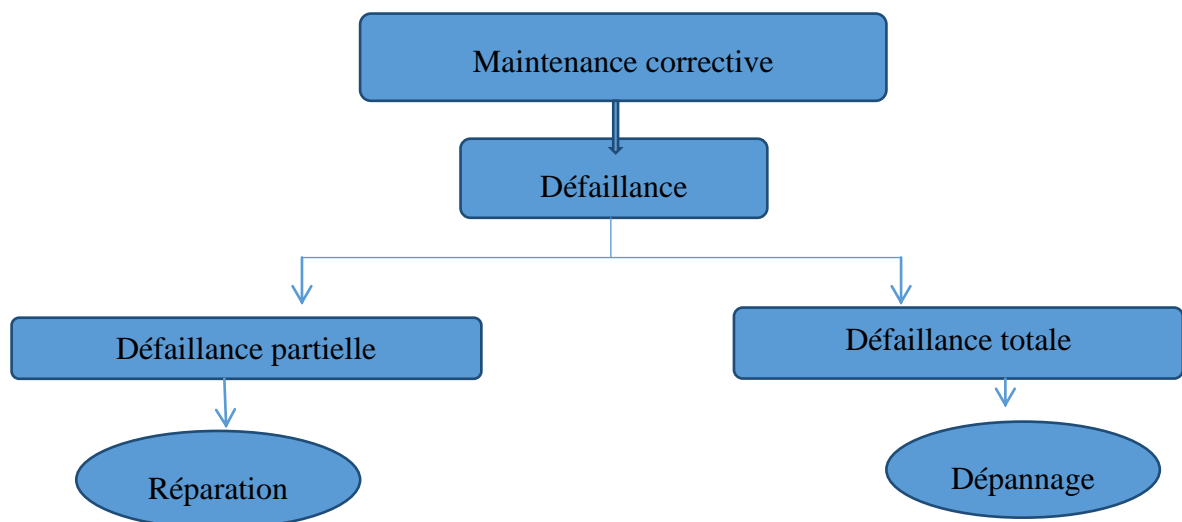 Maintenance corrective
Défaillance
Défaillance partielle
Défaillance totale
Réparation
Dépannage